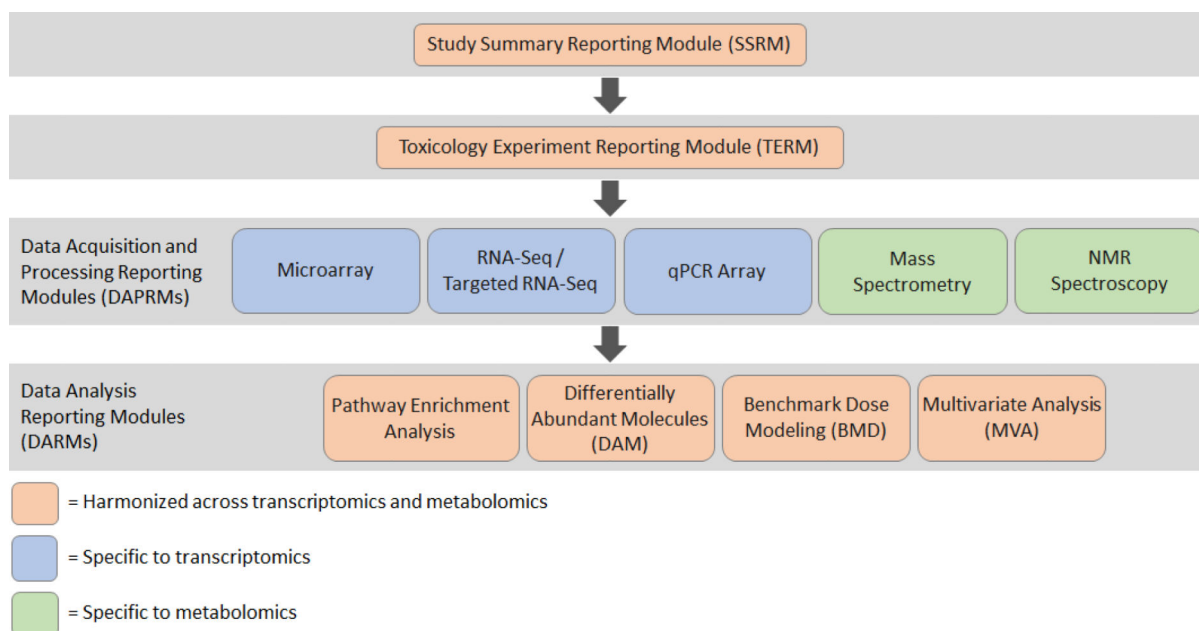 Study Summary Reporting Module (SSRM)
Toxicology Experiment Reporting Module (TERM)
Data Acquisition and
Processing Reporting
Modules (DAPRMs)
Microarray
RNA-Seq /
Targeted RNA-Seq
qPCR Array
Mass
Spectrometry
NMR
Spectroscopy
Data Analysis
Reporting Modules
(DARMs)
Pathway Enrichment
Analysis
Differentially
Abundant Molecules
(DAM)
Benchmark Dose
Modeling (BMD)
Multivariate Analysis
(MVA)
= Harmonized across transcriptomics and metabolomics
= Specific to transcriptomics
= Specific to metabolomics